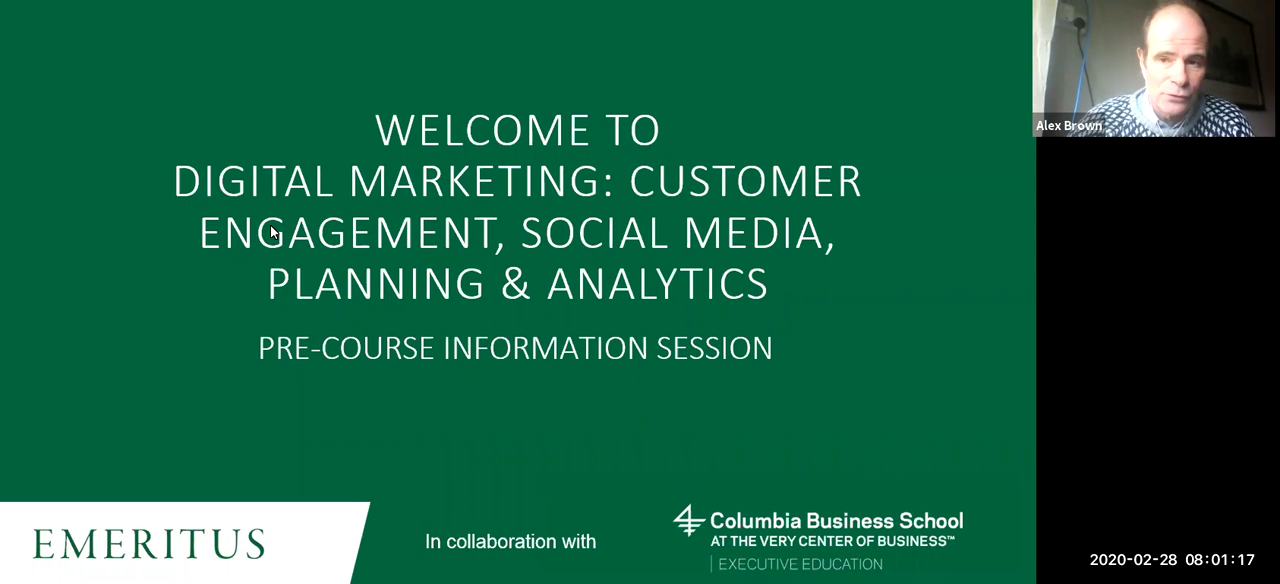 WELCOME TO
DIGITAL MARKETING: CUSTOMER
ENGAGEMENT, SOCIAL MEDIA,
PLANNING & ANALYTICS
PRE-COURSE INFORMATION SESSION
Alex Brown
EMERITUS
In collaboration with
Columbia Business School
AT THE VERY CENTER OF BUSINESS™
EXECUTIVE EDUCATION
2020-02-28 08:01:17